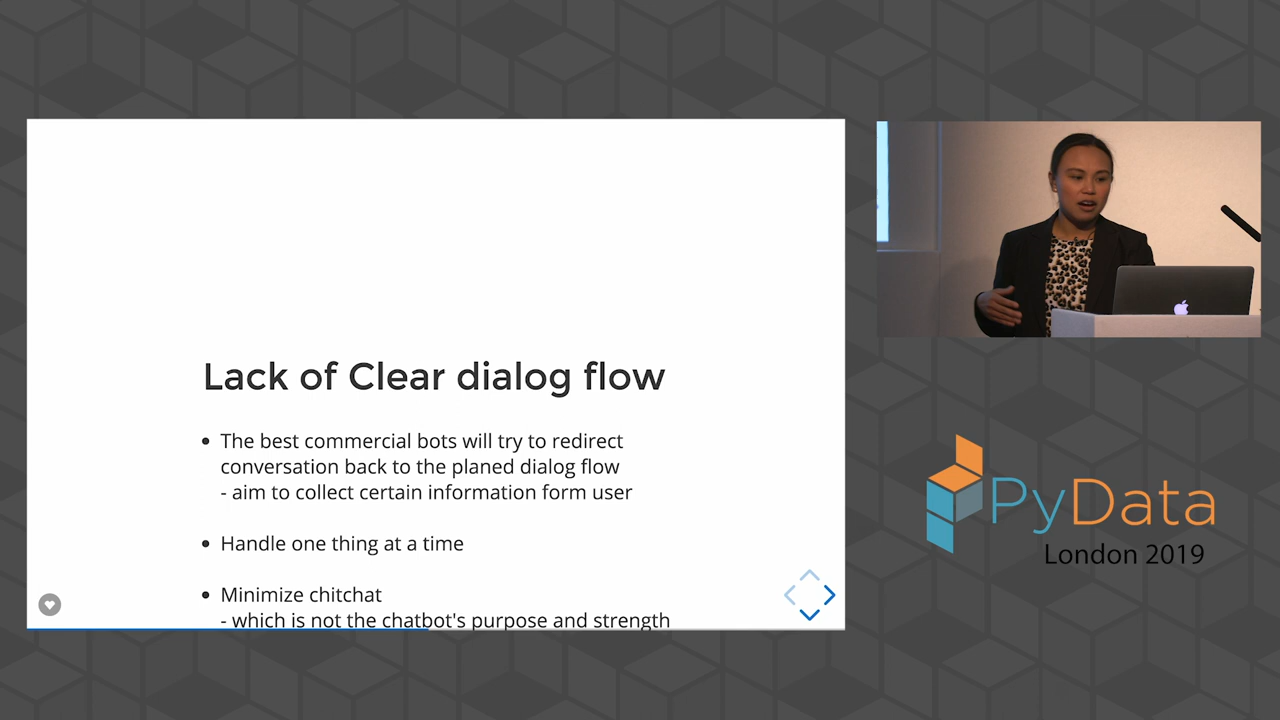 Lack of Clear dialog flow
The best commercial bots will try to redirect
conversation back to the planed dialog flow
- aim to collect certain information form user
Handle one thing at a time
Minimize chitchat
- which is not the chatbot's purpose and strength
PyData
London 2019